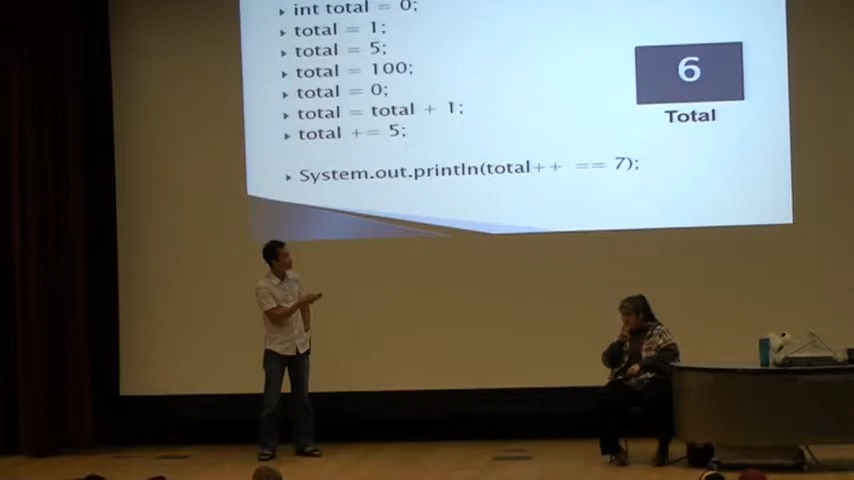 int total = 0;
total = 1;
total = 5;
total = 100;
total = 0;
total = total + 1;
total += 5;
System.out.println(total++ == 7);
6
Total